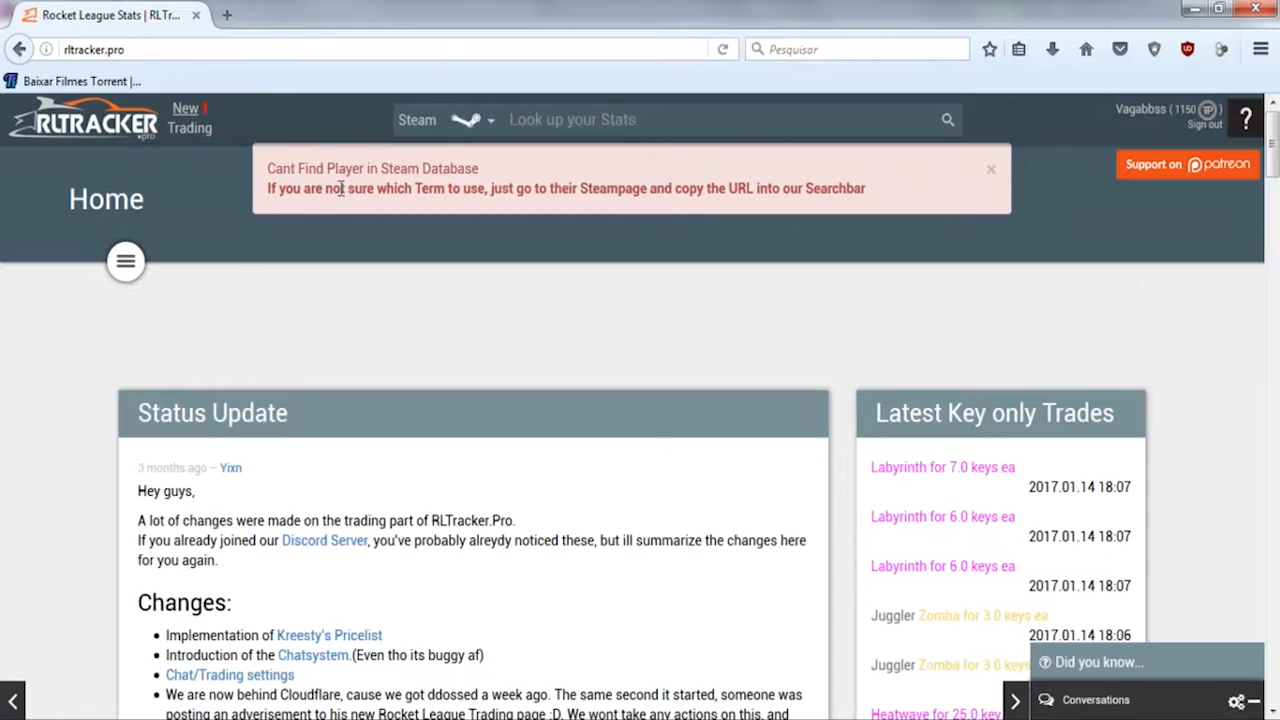 Rocket League Stats | RLTr...
rltracker.pro
Pesquisar
Baixar Filmes Torrent |...
RLTRACKER
.pro
New !
Trading
Steam
Look up your Stats
Vagabbss ( 1150 TP )
Sign out
?
Cant Find Player in Steam Database
If you are not sure which Term to use, just go to their Steampage and copy the URL into our Searchbar
Support on patreon
Home
Status Update
3 months ago – Yixn
Hey guys,
A lot of changes were made on the trading part of RLTracker.Pro.
If you already joined our Discord Server, you've probably alreydy noticed these, but ill summarize the changes here
for you again.
Changes:
Implementation of Kreesty's Pricelist
Introduction of the Chatsystem.(Even tho its buggy af)
Chat/Trading settings
We are now behind Cloudflare, cause we got ddossed a week ago. The same second it started, someone was
posting an adverisement to his new Rocket League Trading page :D. We wont take any actions on this, and
Latest Key only Trades
Labyrinth for 7.0 keys ea
2017.01.14 18:07
Labyrinth for 6.0 keys ea
2017.01.14 18:07
Labyrinth for 6.0 keys ea
2017.01.14 18:07
Juggler Zomba for 3.0 keys ea
2017.01.14 18:06
Juggler Zomba for 3.0 keys
Heatwave for 25.0 key
Did you know...
Conversations